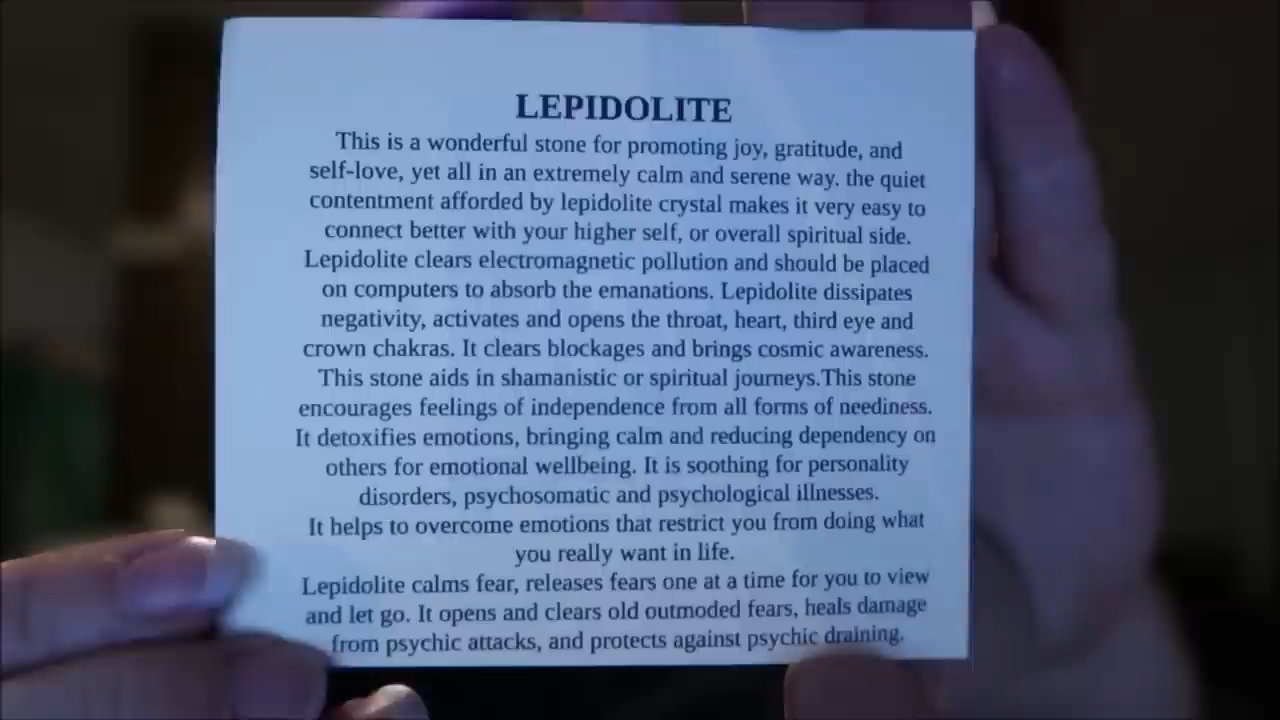 LEPIDOLITE
This is a wonderful stone for promoting joy, gratitude, and
self-love, yet all in an extremely calm and serene way. the quiet
contentment afforded by lepidolite crystal makes it very easy to
connect better with your higher self, or overall spiritual side.
Lepidolite clears electromagnetic pollution and should be placed
on computers to absorb the emanations. Lepidolite dissipates
negativity, activates and opens the throat, heart, third eye and
crown chakras. It clears blockages and brings cosmic awareness.
This stone aids in shamanistic or spiritual journeys.This stone
encourages feelings of independence from all forms of neediness.
It detoxifies emotions, bringing calm and reducing dependency on
others for emotional wellbeing. It is soothing for personality
disorders, psychosomatic and psychological illnesses.
It helps to overcome emotions that restrict you from doing what
you really want in life.
Lepidolite calms fear, releases fears one at a time for you to view
and let go. It opens and clears old outmoded fears, heals damage
from psychic attacks, and protects against psychic draining.